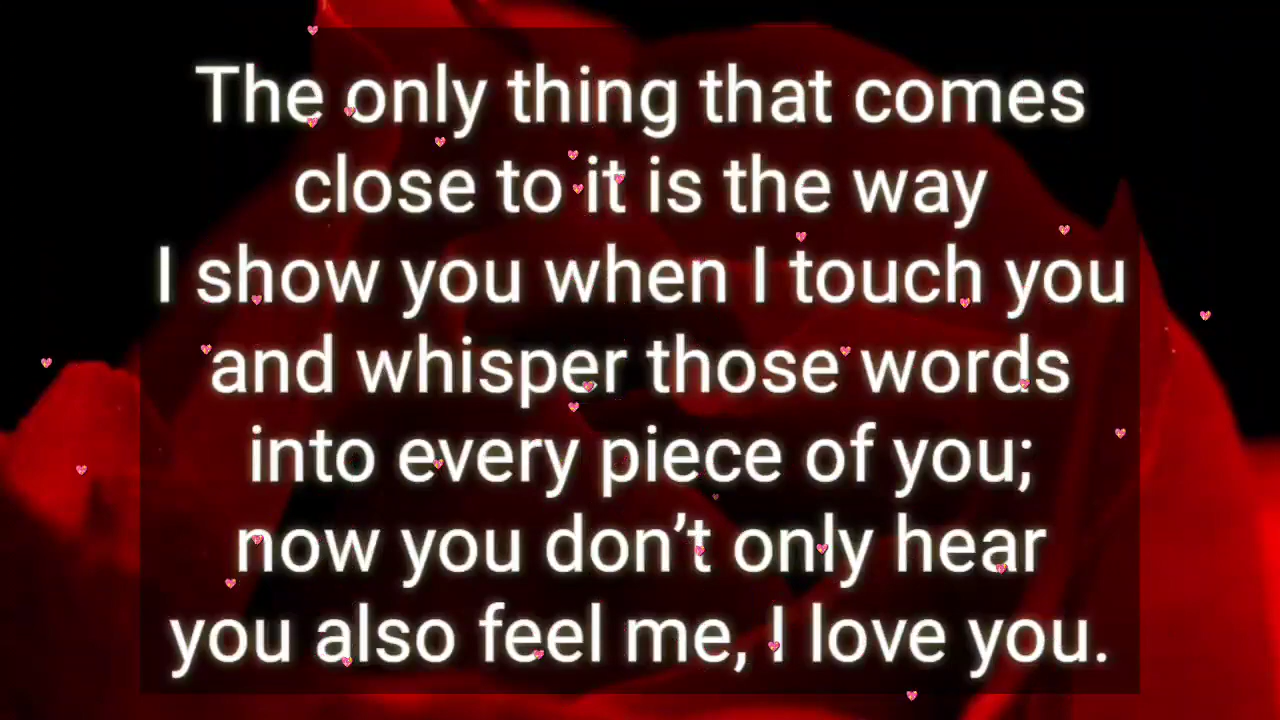 The only thing that comes
close to it is the way
I show you when I touch you
and whisper those words
into every piece of you;
now you don’t only hear
you also feel me, I love you.